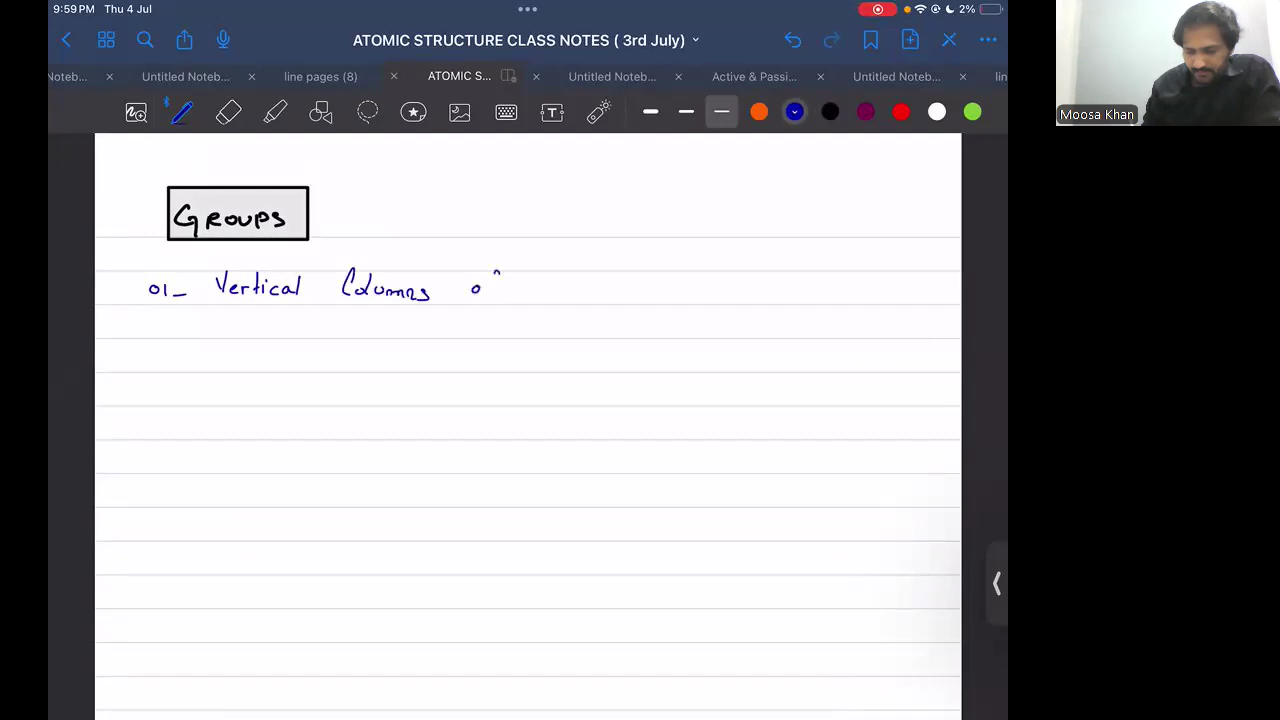 9:59 PM Thu 4 Jul
2%
ATOMIC STRUCTURE CLASS NOTES ( 3rd July)
Noteb...
Untitled Noteb...
line pages (8)
ATOMIC S...
Untitled Noteb...
Active & Passi...
Untitled Noteb...
lin
Moosa Khan
GROUPS
01_ Vertical Columns o